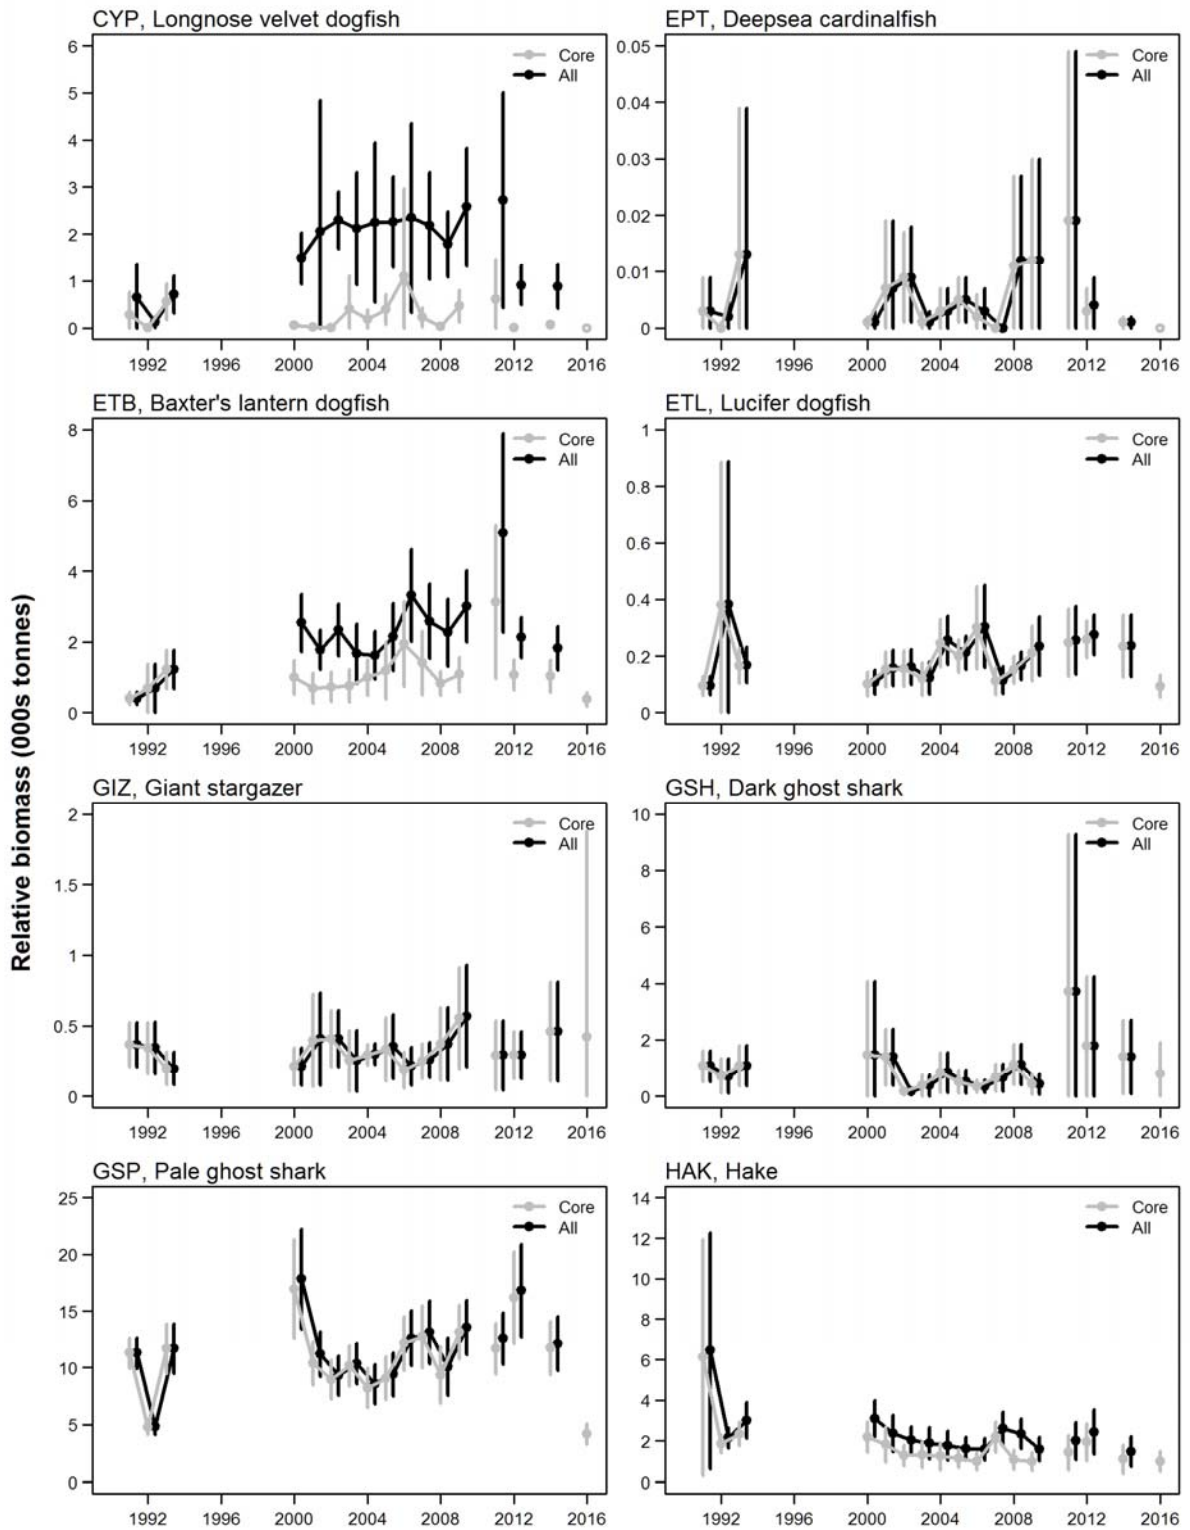 CYP, Longnose velvet dogfish
Core
All
6
5
4
3
2
1
0
1992 1996 2000 2004 2008 2012 2016
EPT, Deepsea cardinalfish
Core
All
0.05
0.04
0.03
0.02
0.01
0
1992 1996 2000 2004 2008 2012 2016
ETB, Baxter's lantern dogfish
Core
All
8
6
4
2
0
1992 1996 2000 2004 2008 2012 2016
ETL, Lucifer dogfish
Core
All
1
0.8
0.6
0.4
0.2
0
1992 1996 2000 2004 2008 2012 2016
Relative biomass (000s tonnes)
GIZ, Giant stargazer
Core
All
2
1.5
1
0.5
0
1992 1996 2000 2004 2008 2012 2016
GSH, Dark ghost shark
Core
All
10
8
6
4
2
0
1992 1996 2000 2004 2008 2012 2016
GSP, Pale ghost shark
Core
All
25
20
15
10
5
0
1992 1996 2000 2004 2008 2012 2016
HAK, Hake
Core
All
14
12
10
8
6
4
2
0
1992 1996 2000 2004 2008 2012 2016